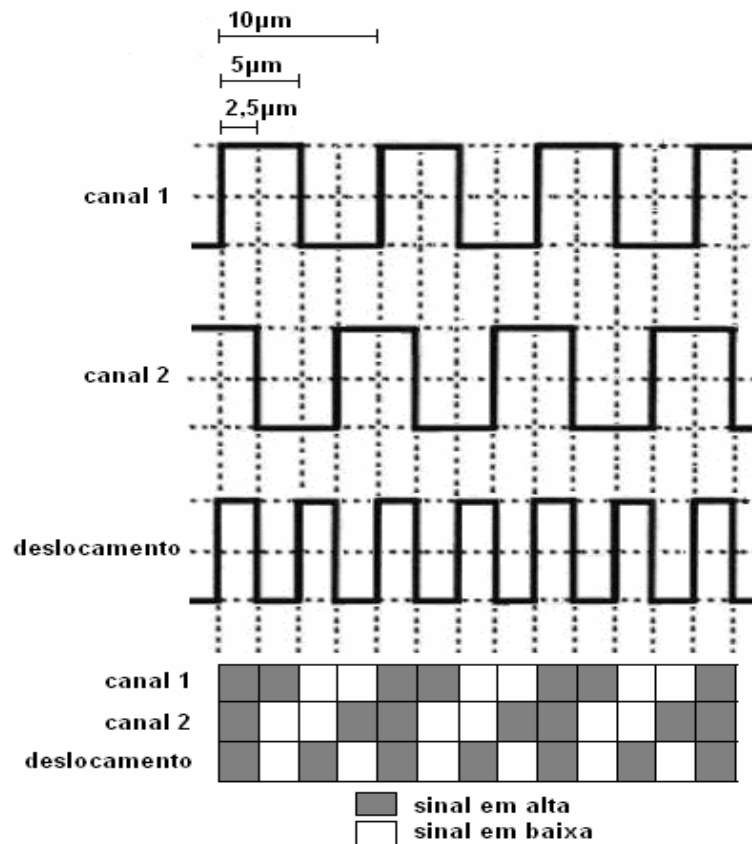 10µm
5µm
2,5µm
canal 1
canal 2
deslocamento
canal 1
canal 2
deslocamento
sinal em alta
sinal em baixa